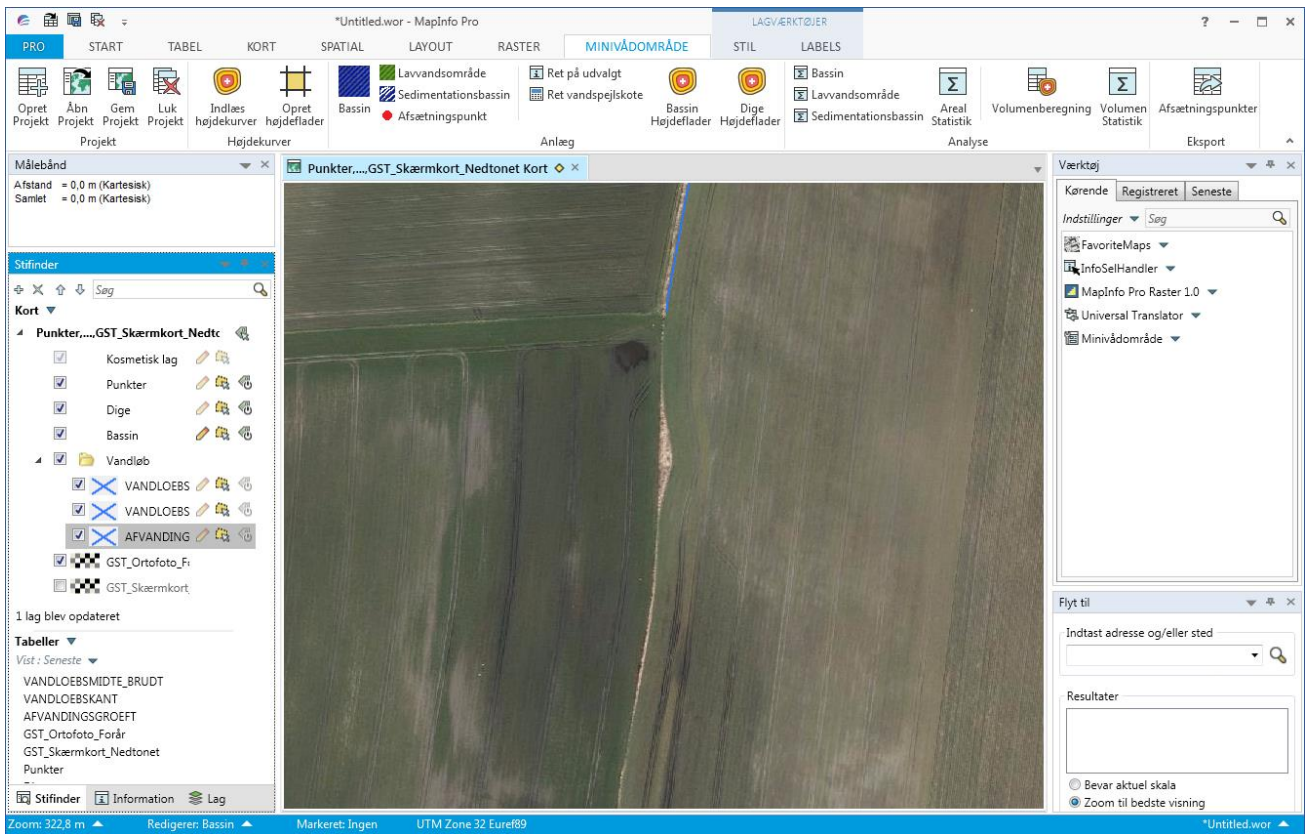 *Untitled.wor - MapInfo Pro
LAGVÆRKTØJER
?
PRO START TABEL KORT SPATIAL LAYOUT RASTER MINIVÅDOMRÅDE STIL LABELS
Opret Projekt
Åbn Projekt
Gem Projekt
Luk Projekt
Projekt
Indlæs højdekurver
Opret højdeflader
Højdekurver
Bassin
Lavvandsområde
Sedimentationsbassin
Afsætningspunkt
Ret på udvalgt
Ret vandspejlskote
Bassin Højdeflader
Dige Højdeflader
Anlæg
Bassin
Lavvandsområde
Sedimentationsbassin
Areal Statistik
Volumenberegning
Volumen Statistik
Analyse
Afsætningspunkter
Eksport
Målebånd
Afstand = 0,0 m (Kartesisk)
Samlet = 0,0 m (Kartesisk)
Stifinder
Søg
Kort
Punkter,...,GST_Skærmkort_Nedtc
Kosmetisk lag
Punkter
Dige
Bassin
Vandløb
VANDLOEBS
VANDLOEBS
AFVANDING
GST_Ortofoto_F
GST_Skærmkort_
1 lag blev opdateret
Tabeller
Vist : Seneste
VANDLOEBSMIDTE_BRUDT
VANDLOEBSKANT
AFVANDINGSGROEFT
GST_Ortofoto_Forår
GST_Skærmkort_Nedtonet
Punkter
Stifinder Information Lag
Punkter,...,GST_Skærmkort_Nedtonet Kort
Værktøj
Kørende Registreret Seneste
Indstillinger Søg
FavoriteMaps
InfoSelHandler
MapInfo Pro Raster 1.0
Universal Translator
Minivådområde
Flyt til
Indtast adresse og/eller sted
Resultater
Bevar aktuel skala
Zoom til bedste visning
Zoom: 322,8 m Redigerer: Bassin Markeret: Ingen UTM Zone 32 Euref89 *Untitled.wor